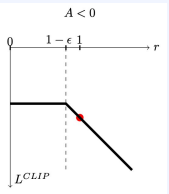 A < 0
0 1 − ϵ 1 r
L^{CLIP}